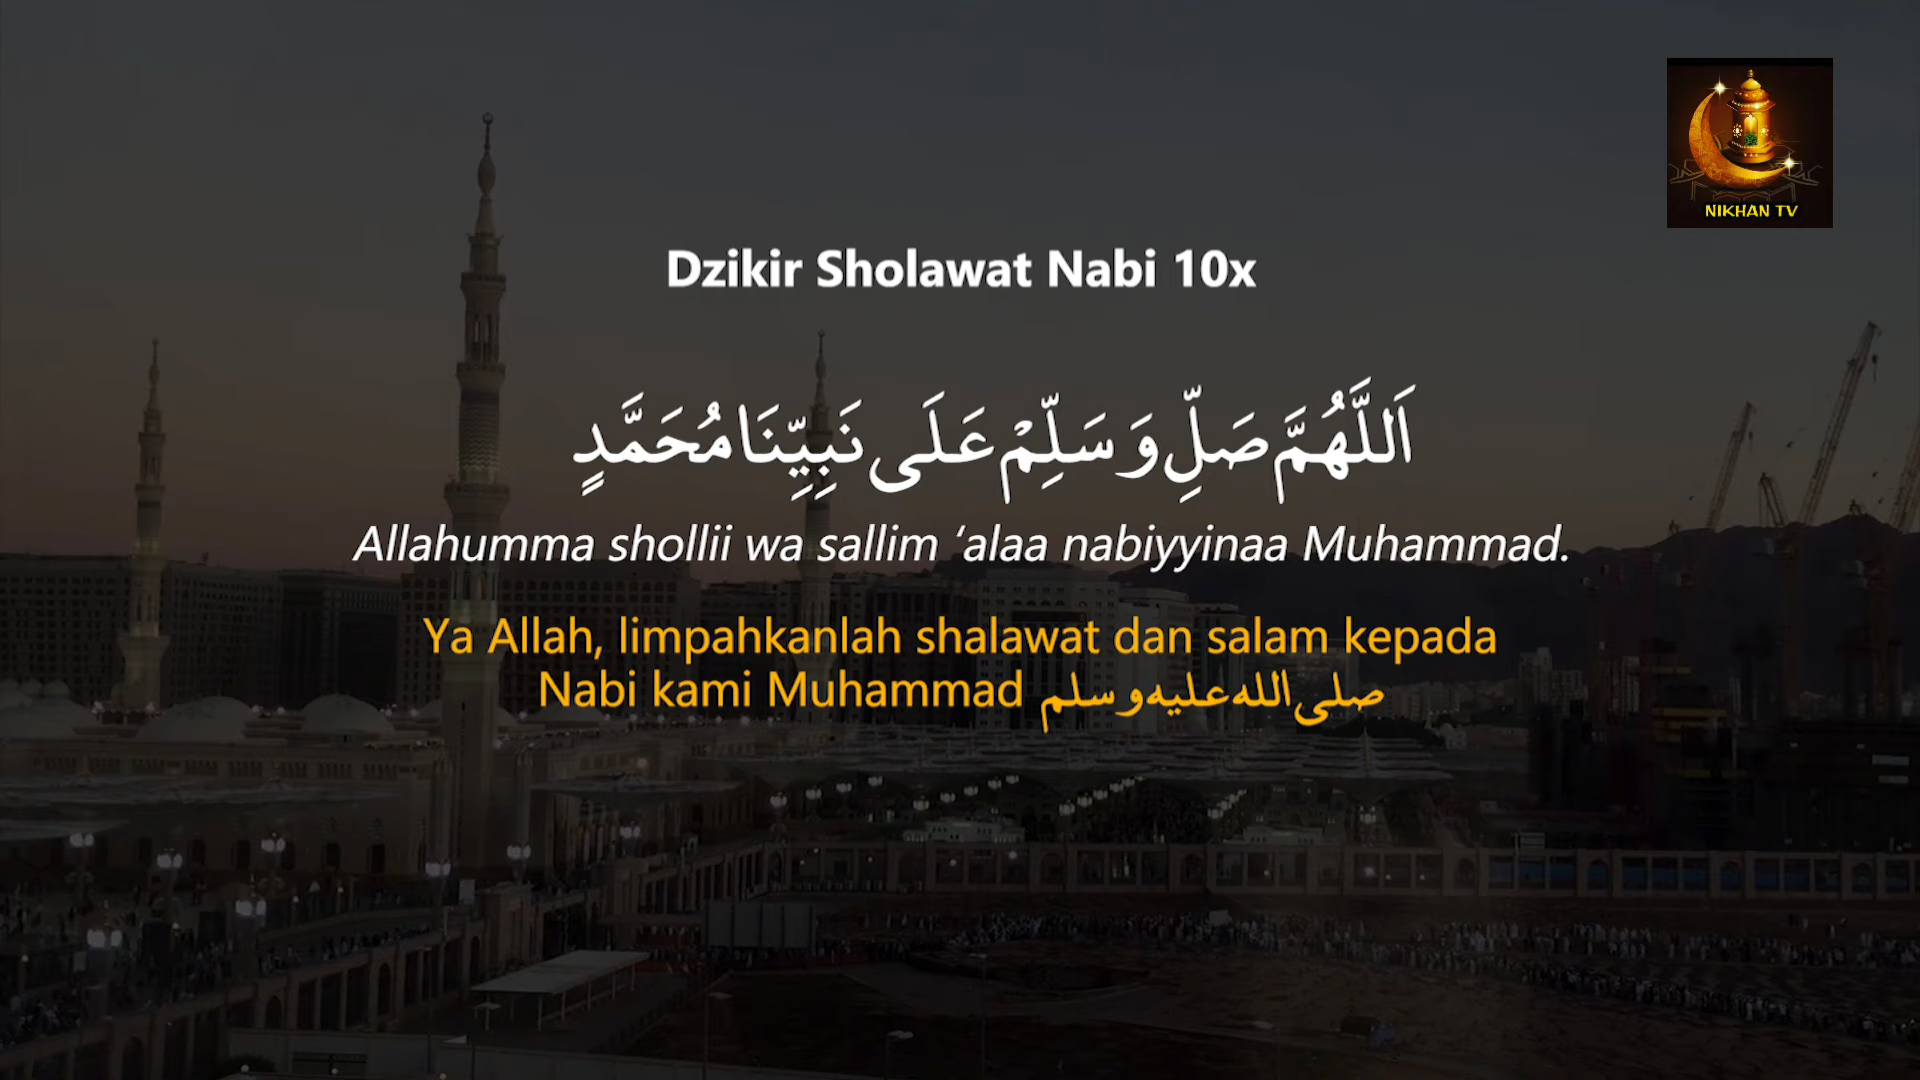 NIKHAN TV
Dzikir Sholawat Nabi 10x
اَللَّهُمَّ صَلِّ وَ سَلِّمْ عَلَى نَبِيِّنَا مُحَمَّدٍ
Allahumma shollii wa sallim ‘alaa nabiyyinaa Muhammad.
Ya Allah, limpahkanlah shalawat dan salam kepada
Nabi kami Muhammad صلى الله عليه وسلم